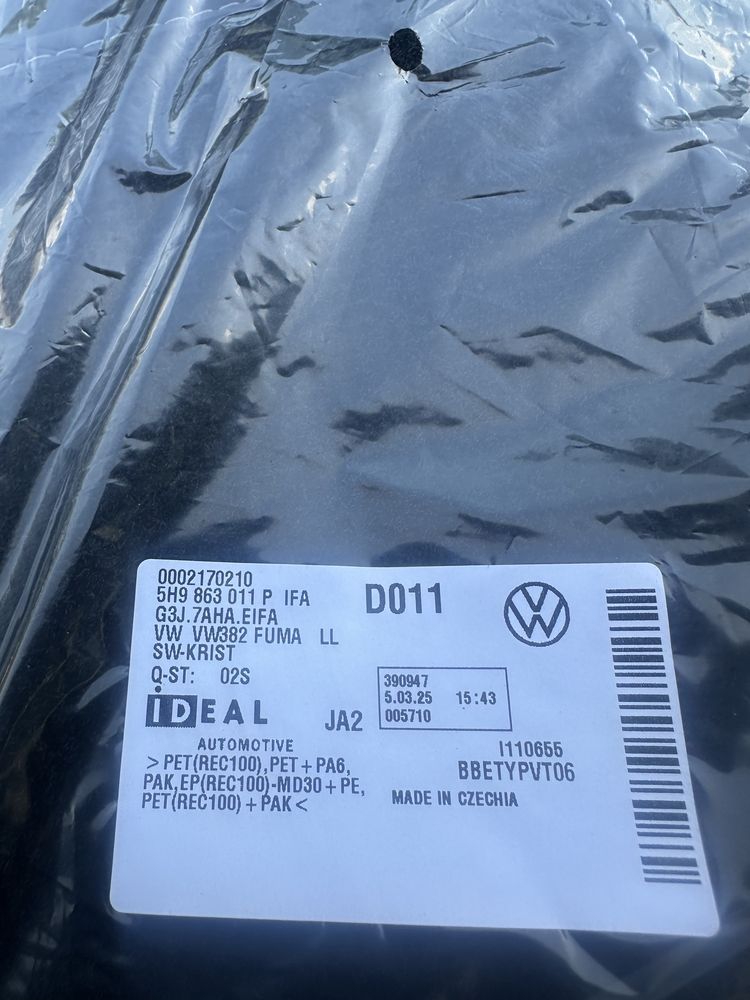 0002170210
5H9 863 011 P IFA
D011
G3J.7AHA.EIFA
VW VW382 FUMA LL
SW-KRIST
Q-ST: 02S
iDEAL
AUTOMOTIVE
JA2
390947
5.03.25 15:43
005710
I110655
BBETYPVT06
>PET(REC100),PET+PA6,
PAK,EP(REC100)-MD30+PE,
PET(REC100)+PAK<
MADE IN CZECHIA